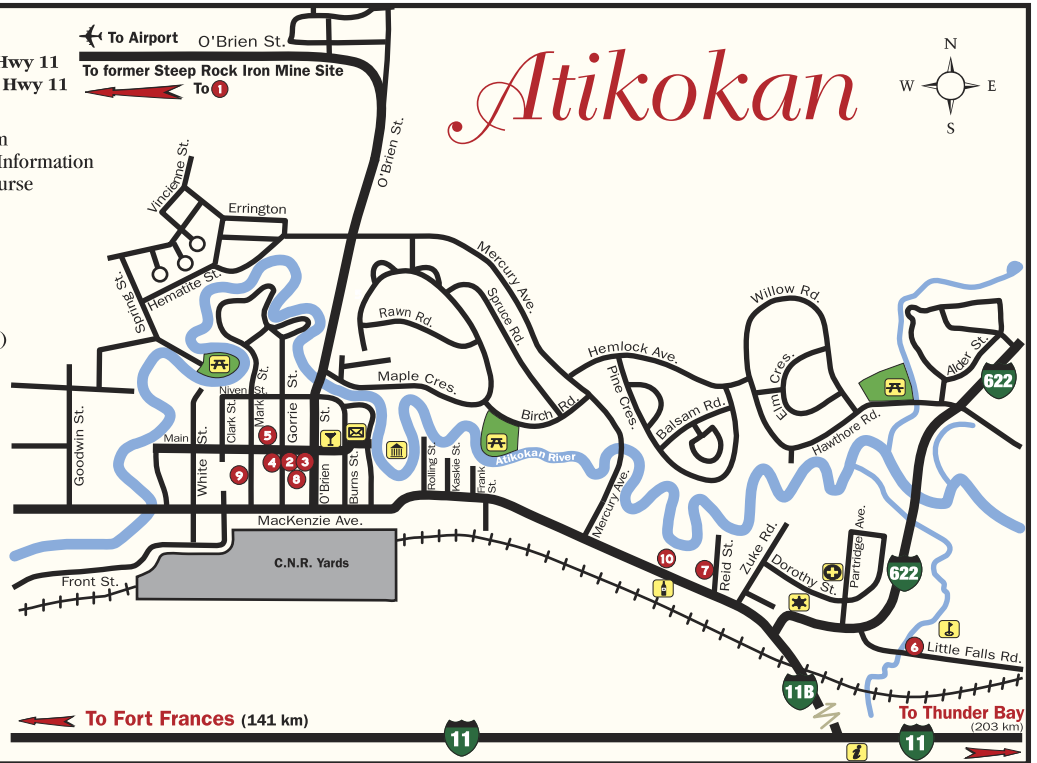 To Airport
O'Brien St.
Hwy 11
Hwy 11
To former Steep Rock Iron Mine Site
To 1
Atikokan
N
W E
S
Information
urse
)
O'Brien St.
Vincienne St.
Errington
Spring St.
Hematite St.
Mercury Ave.
Spruce Rd.
Rawn Rd.
Willow Rd.
Hemlock Ave.
Maple Cres.
Pine Cres.
Elm Cres.
Alder St.
622
Birch Rd.
Balsam Rd.
Hawthore Rd.
Niven St.
Goodwin St.
Main
White St.
Clark St.
Marks St.
Gorrie St.
O'Brien St.
Burns St.
5
4 2 3
9 8
Rolling St.
Kaskie St.
Frank St.
Atikokan River
Mercury Ave.
MacKenzie Ave.
C.N.R. Yards
Front St.
10
7
Reid St.
Zuke Rd.
Dorothy St.
Partridge Ave.
622
6
Little Falls Rd.
11B
To Fort Frances (141 km)
To Thunder Bay
(203 km)
11
11
i